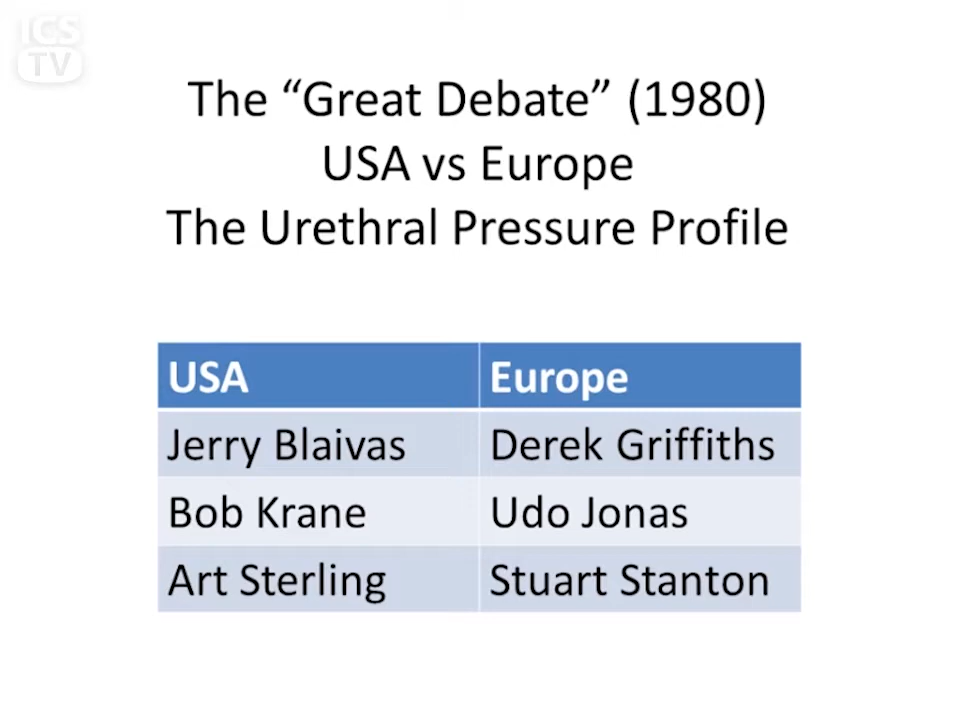 ICS
TV
The “Great Debate” (1980)
USA vs Europe
The Urethral Pressure Profile
USA Europe
Jerry Blaivas Derek Griffiths
Bob Krane Udo Jonas
Art Sterling Stuart Stanton